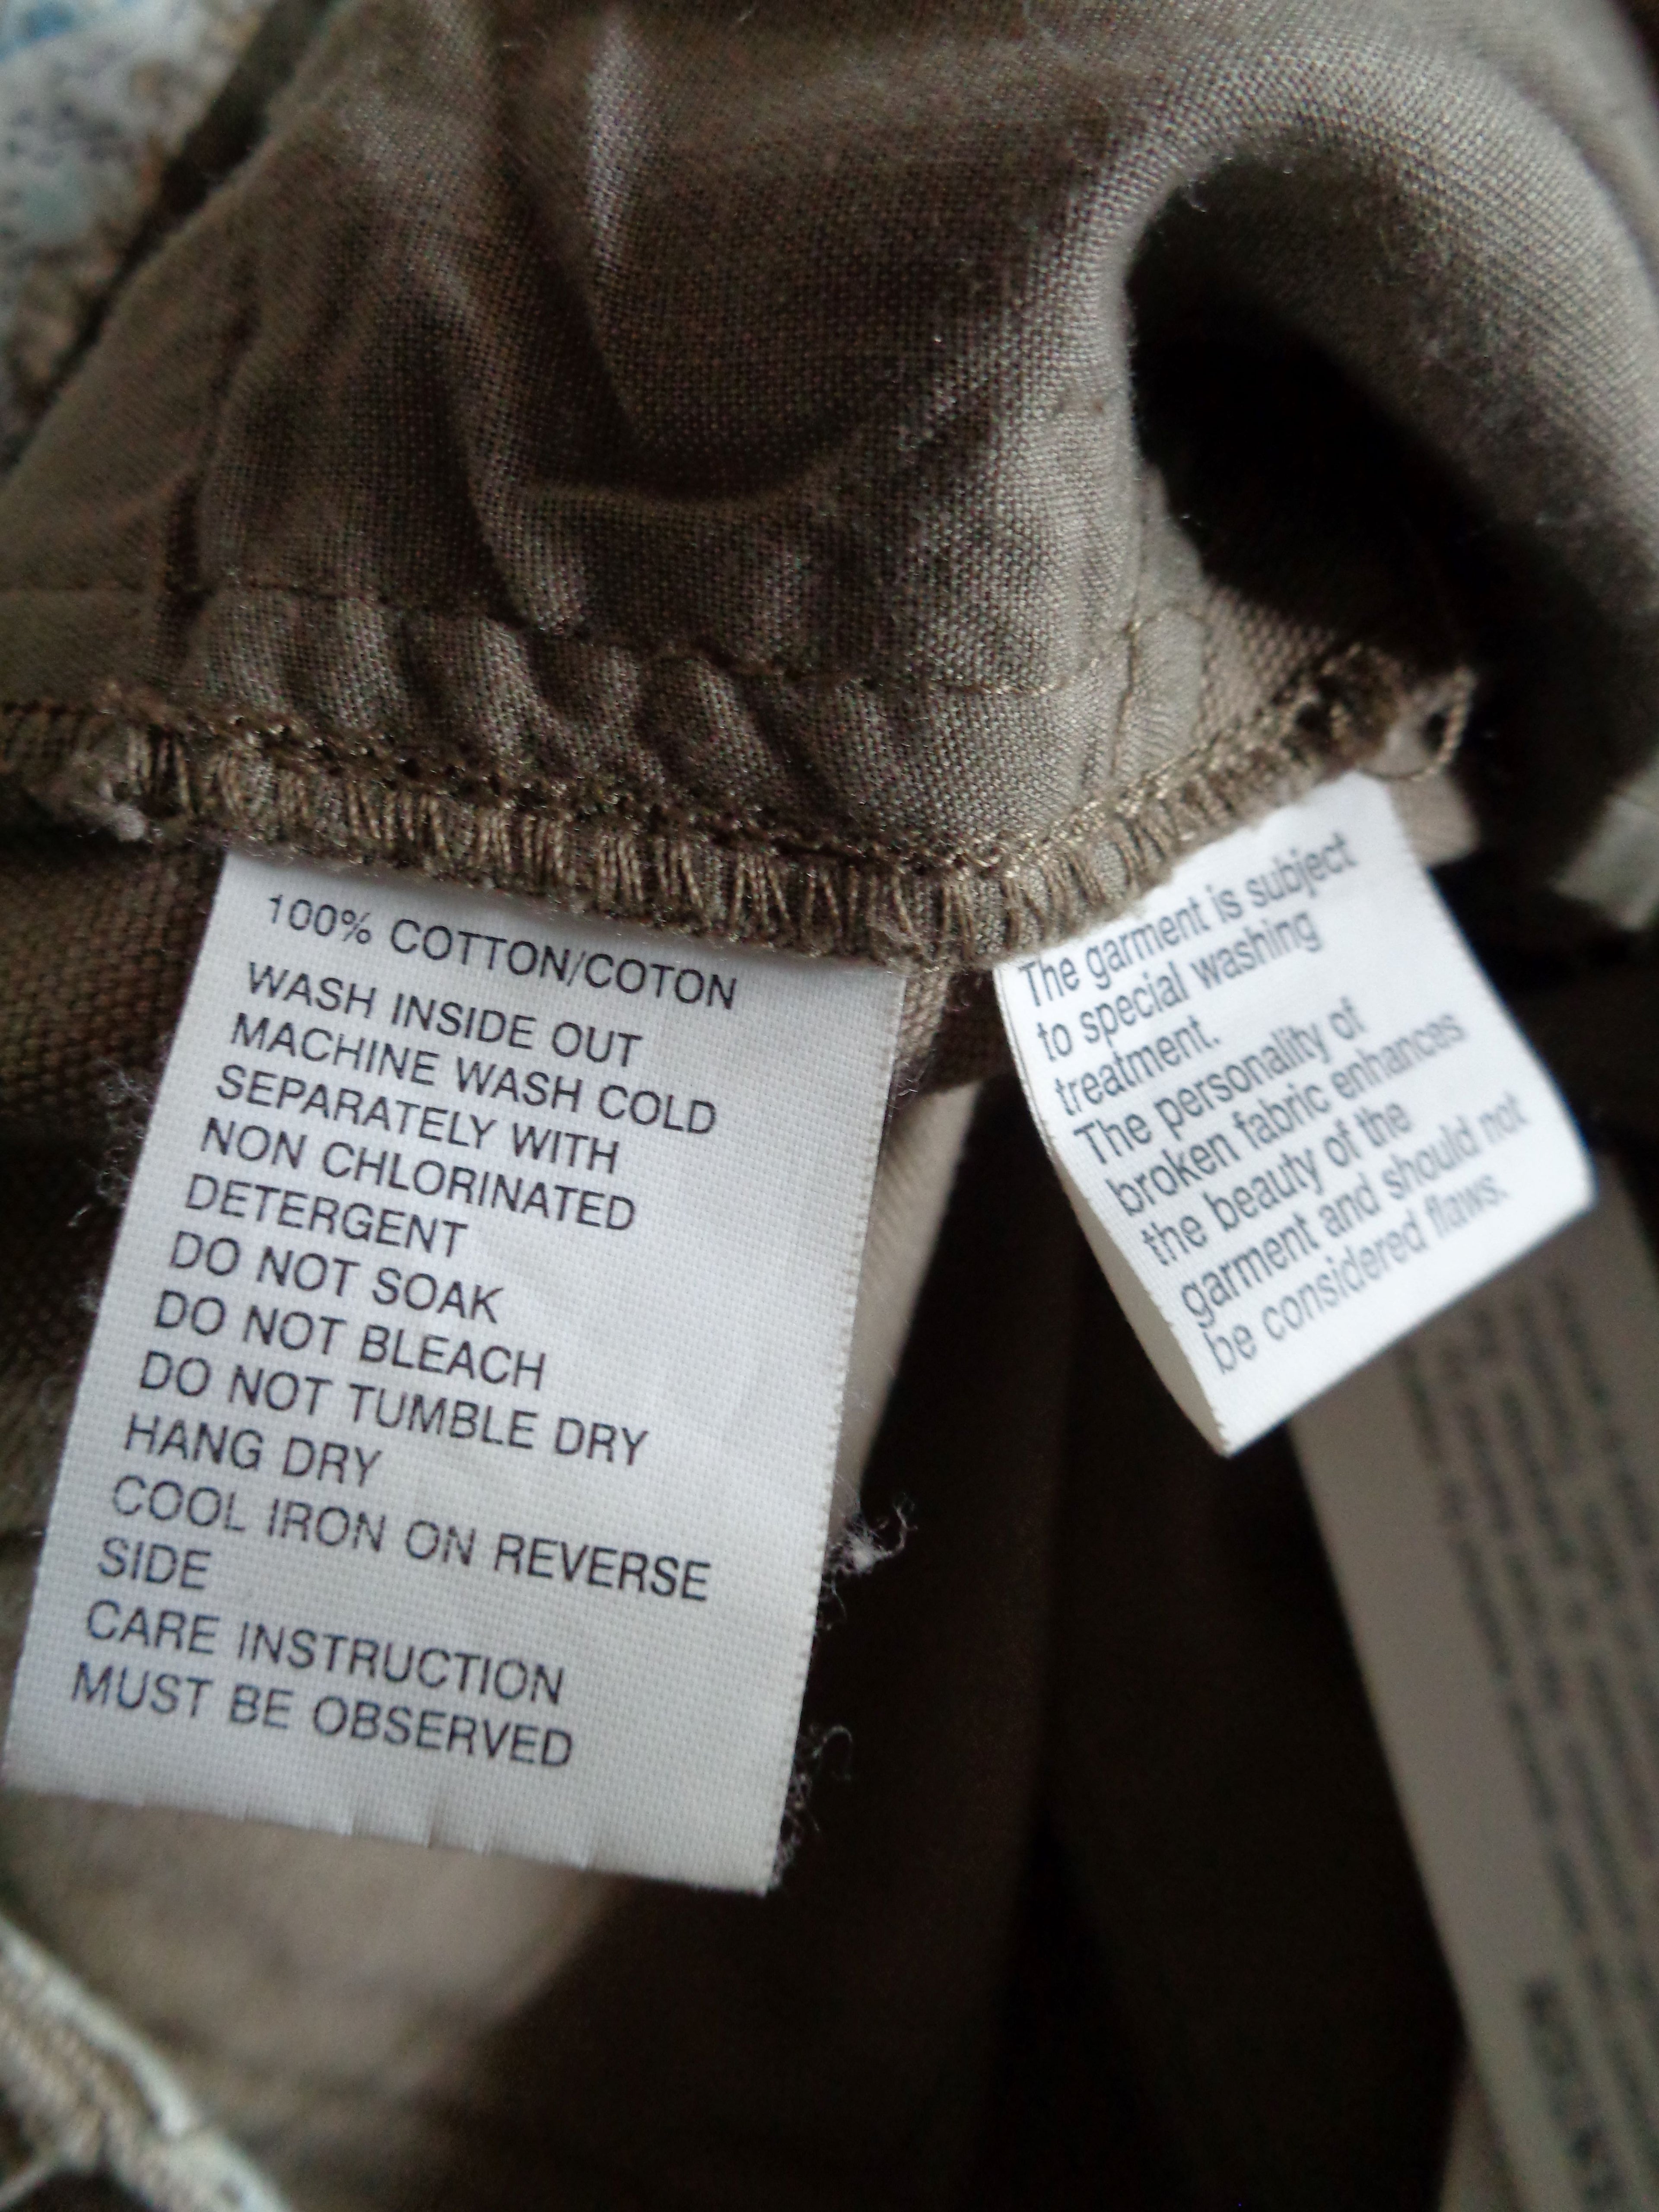 100% COTTON/COTON
WASH INSIDE OUT
MACHINE WASH COLD
SEPARATELY WITH
NON CHLORINATED
DETERGENT
DO NOT SOAK
DO NOT BLEACH
DO NOT TUMBLE DRY
HANG DRY
COOL IRON ON REVERSE
SIDE
CARE INSTRUCTION
MUST BE OBSERVED
The garment is subject
to special washing
treatment.
The personality of
broken fabric enhances
the beauty of the
garment and should not
be considered flaws.